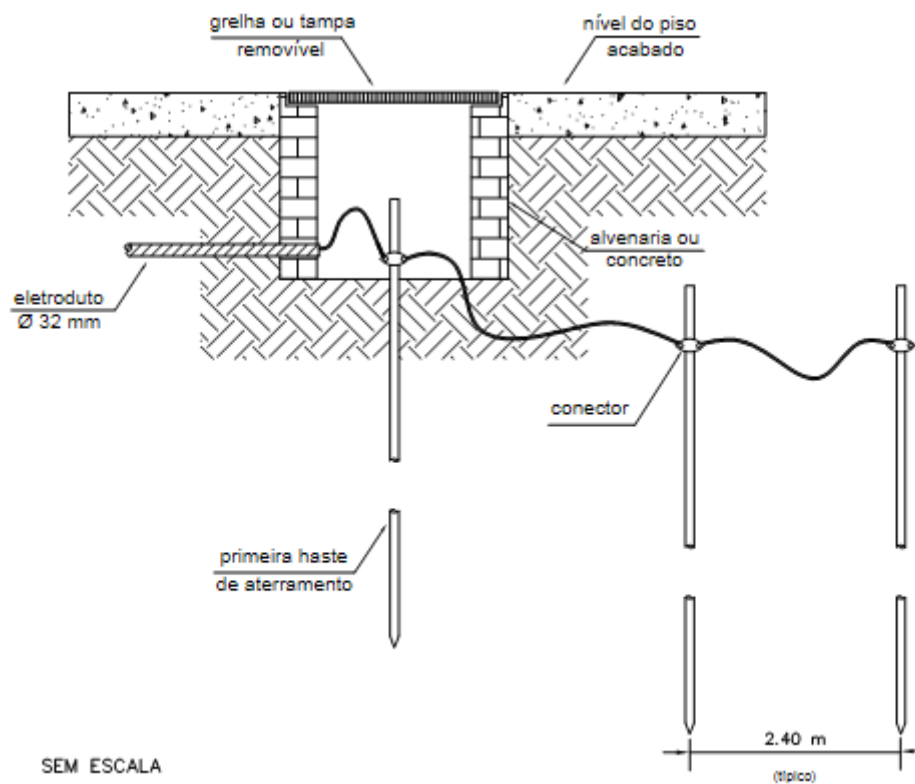 grelha ou tampa
removível
nível do piso
acabado
alvenaria ou
concreto
eletroduto
Ø 32 mm
conector
primeira haste
de aterramento
2.40 m
(típico)
SEM ESCALA